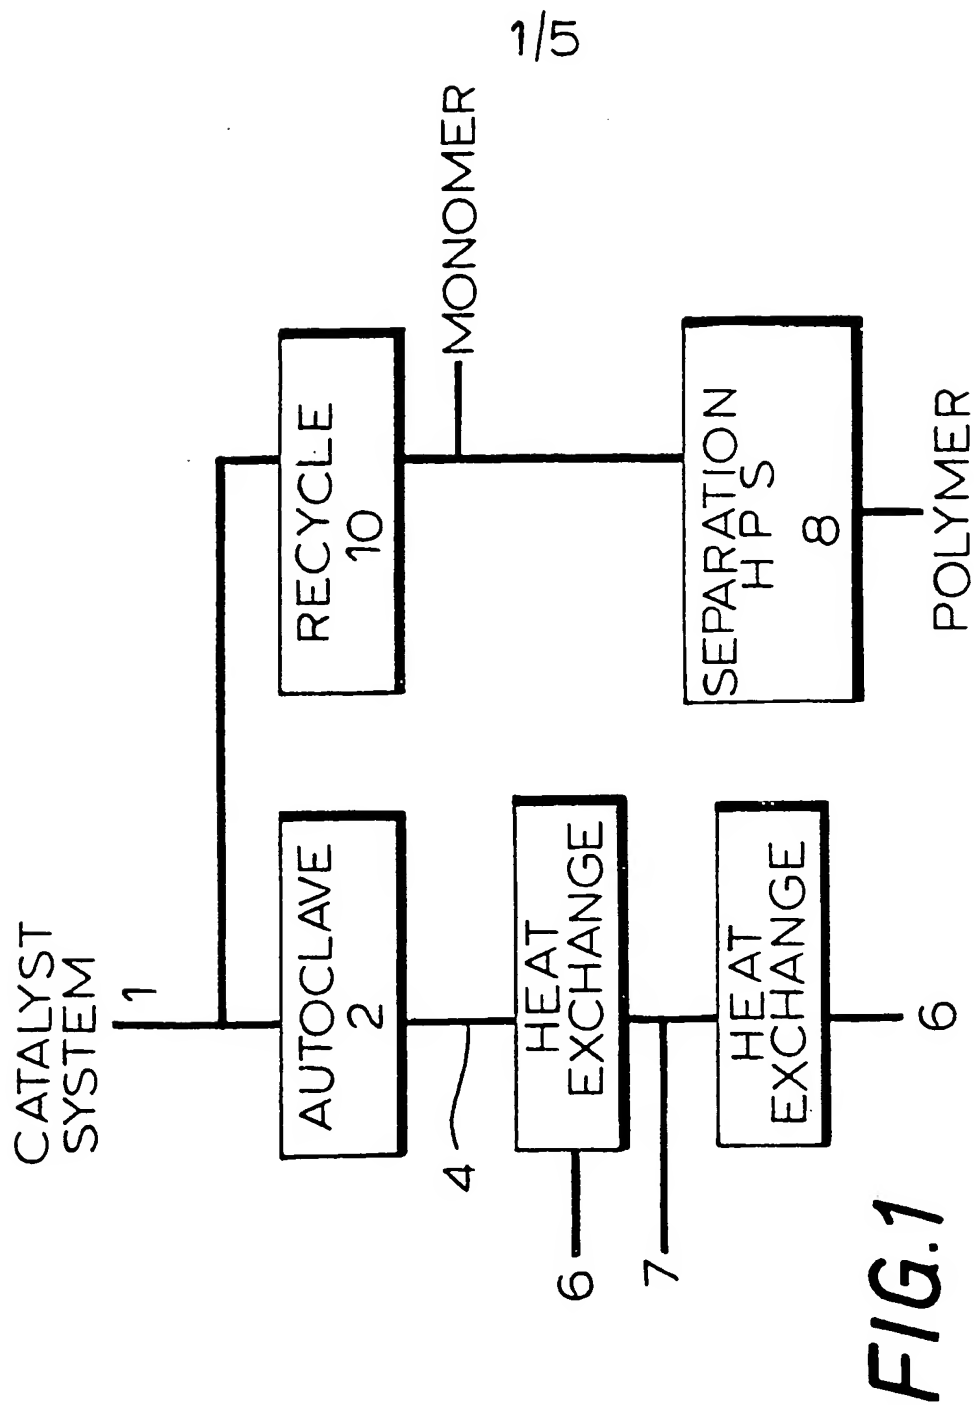 1/5
CATALYST
SYSTEM
1
AUTOCLAVE
2
4
HEAT
EXCHANGE
6
7
HEAT
EXCHANGE
6
RECYCLE
10
MONOMER
SEPARATION
H P S
8
POLYMER
FIG.1